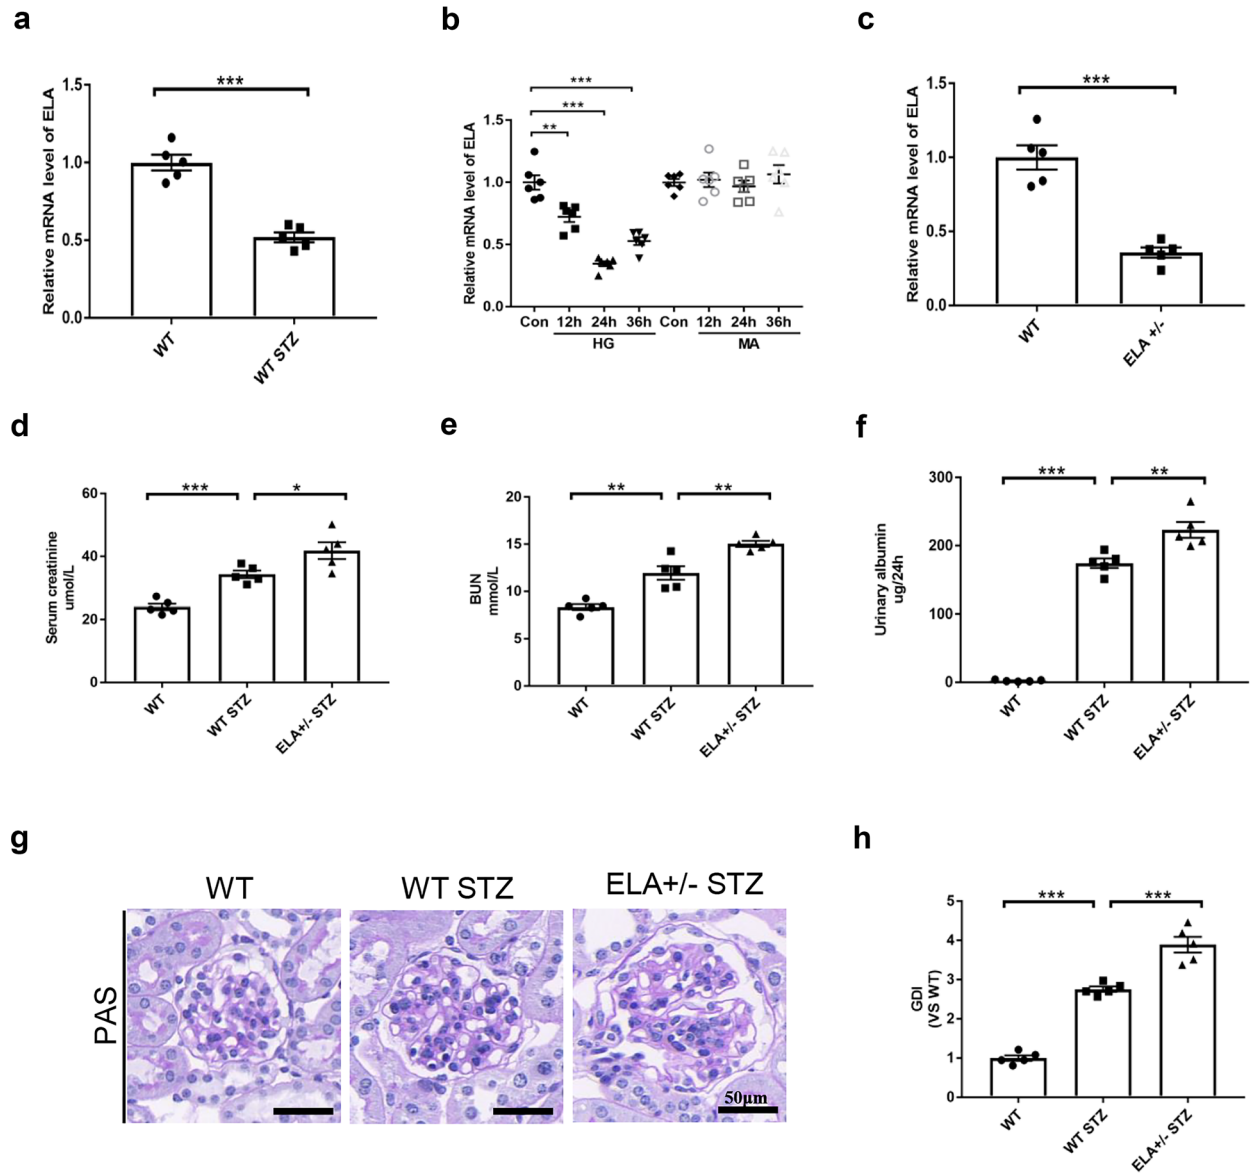 a
Relative mRNA level of ELA
1.5
1.0
0.5
0.0
***
WT
WT STZ
b
Relative mRNA level of ELA
1.5
1.0
0.5
0.0
***
***
**
Con 12h 24h 36h Con 12h 24h 36h
HG MA
c
Relative mRNA level of ELA
1.5
1.0
0.5
0.0
***
WT
ELA +/-
d
Serum creatinine
umol/L
60
40
20
0
*** *
WT
WT STZ
ELA+/- STZ
e
BUN
mmol/L
20
15
10
5
0
** **
WT
WT STZ
ELA+/- STZ
f
Urinary albumin
ug/24h
300
200
100
0
*** **
WT
WT STZ
ELA+/- STZ
g
WT WT STZ ELA+/- STZ
PAS
50μm
h
GDI
(VS WT)
5
4
3
2
1
0
*** ***
WT
WT STZ
ELA+/- STZ